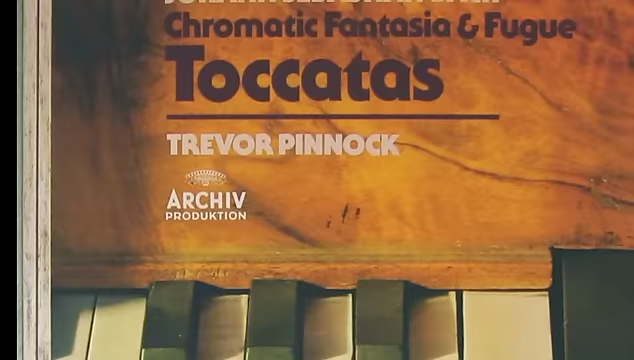 Chromatic Fantasia & Fugue
Toccatas
TREVOR PINNOCK
ARCHIV
PRODUKTION